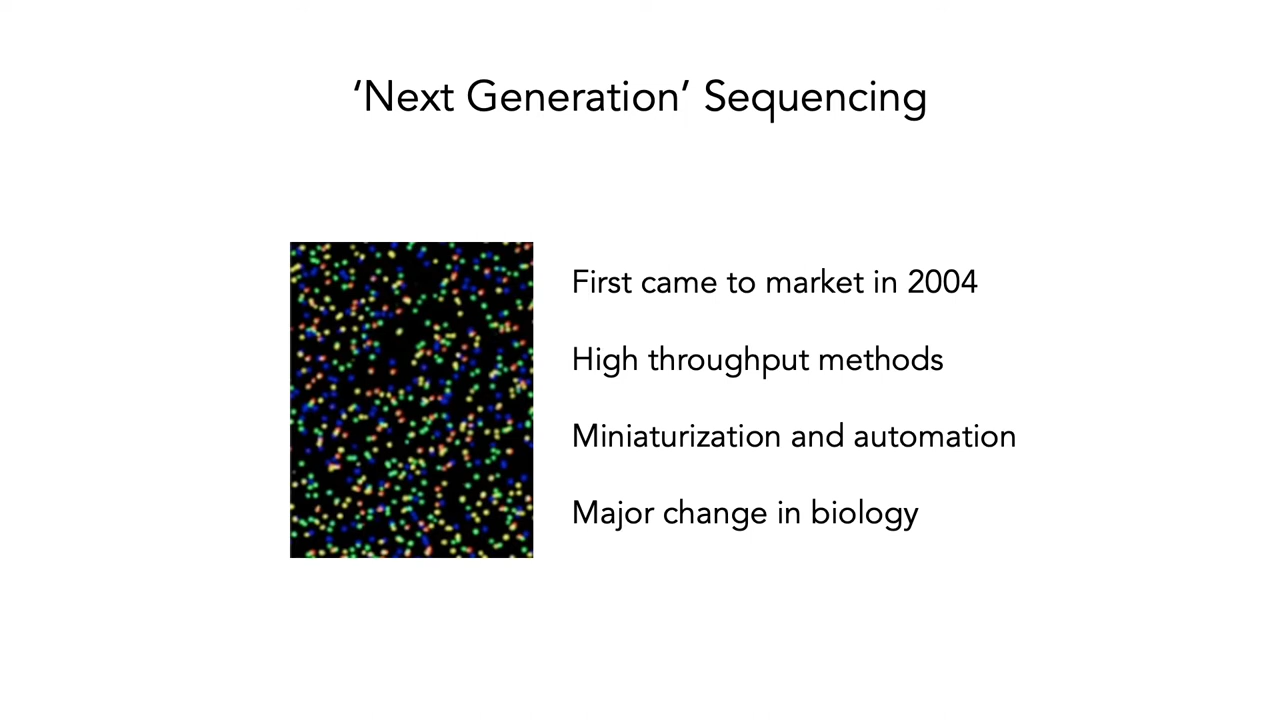 ‘Next Generation’ Sequencing
First came to market in 2004
High throughput methods
Miniaturization and automation
Major change in biology